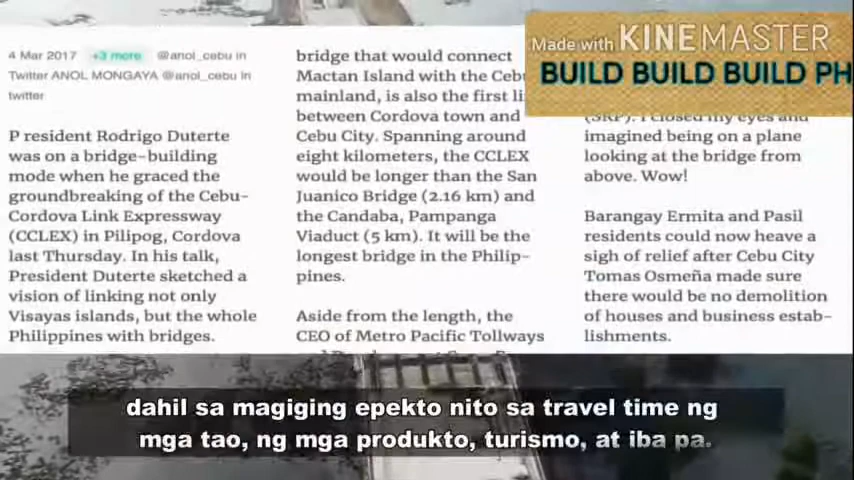 Made with KINEMASTER
BUILD BUILD BUILD PH
4 Mar 2017 +3 more @anol_cebu in
Twitter ANOL MONGAYA @anol_cebu in
twitter
P resident Rodrigo Duterte
was on a bridge-building
mode when he graced the
groundbreaking of the Cebu-
Cordova Link Expressway
(CCLEX) in Pilipog, Cordova
last Thursday. In his talk,
President Duterte sketched a
vision of linking not only
Visayas islands, but the whole
Philippines with bridges.
bridge that would connect
Mactan Island with the Ceb
mainland, is also the first li
between Cordova town and
Cebu City. Spanning around
eight kilometers, the CCLEX
would be longer than the San
Juanico Bridge (2.16 km) and
the Candaba, Pampanga
Viaduct (5 km). It will be the
longest bridge in the Philip-
pines.
Aside from the length, the
CEO of Metro Pacific Tollways
(SRP). I closed my eyes and
imagined being on a plane
looking at the bridge from
above. Wow!
Barangay Ermita and Pasil
residents could now heave a
sigh of relief after Cebu City
Tomas Osmeña made sure
there would be no demolition
of houses and business estab-
lishments.
dahil sa magiging epekto nito sa travel time ng
mga tao, ng mga produkto, turismo, at iba pa.